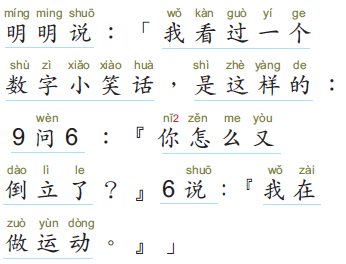 míng ming shuō wǒ kàn guò yí ge
明明说：「我看过一个
shù zì xiǎo xiào huà shì zhè yàng de
数字小笑话，是这样的：
wèn nǐ2 zěn me yòu
9问6：『你怎么又
dào lì le shuō wǒ zài
倒立了？』6说：『我在
zuò yùn dòng
做运动。』」